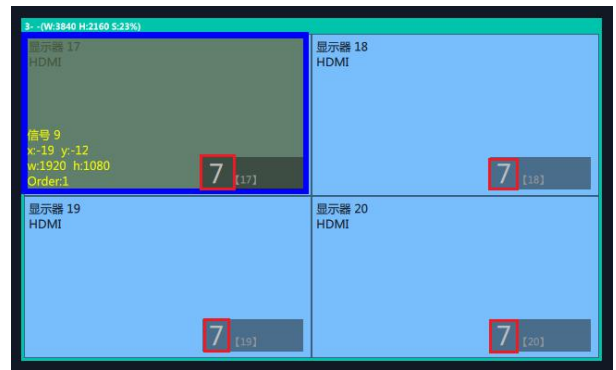 3- -(W:3840 H:2160 S:23%)
显示器 17
HDMI
信号 9
x:-19 y:-12
w:1920 h:1080
Order:1
7 【17】
显示器 18
HDMI
7 【18】
显示器 19
HDMI
7 【19】
显示器 20
HDMI
7 【20】